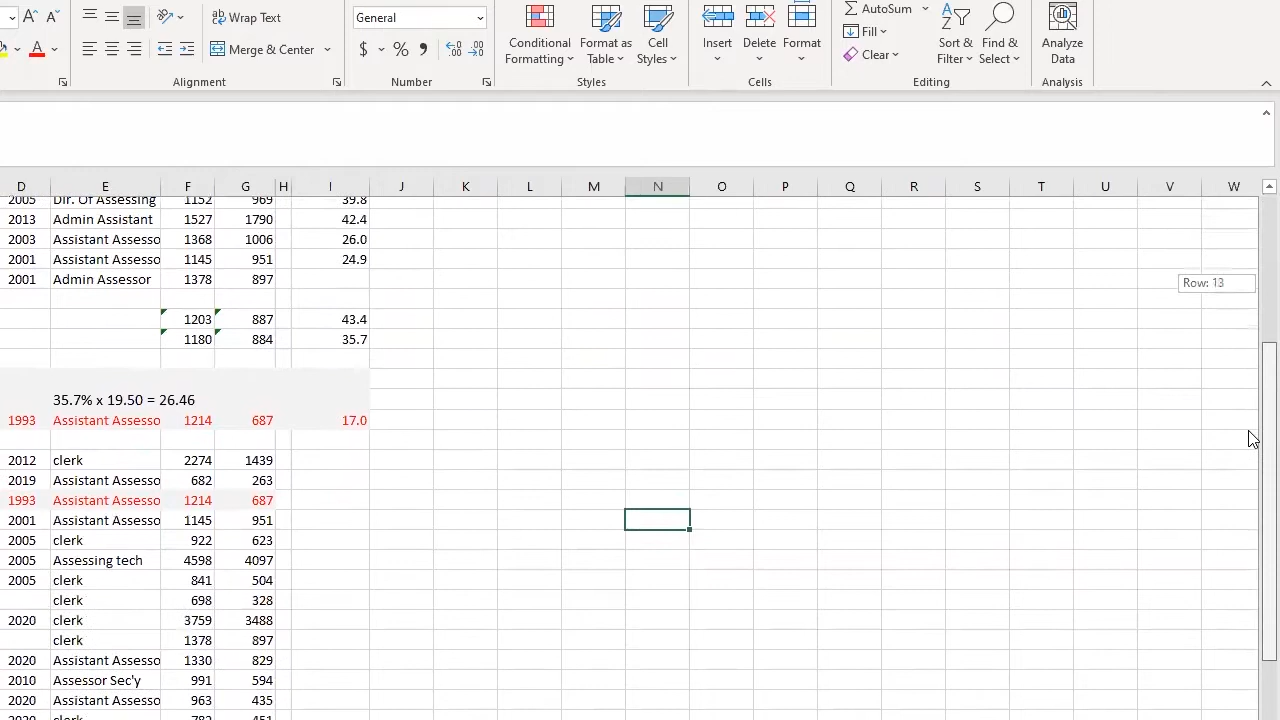 Wrap Text
General
AutoSum
Merge & Center
$ % 9
Conditional Formatting
Format as Table
Cell Styles
Insert
Delete
Format
Fill
Clear
Sort & Filter
Find & Select
Analyze Data
Alignment
Number
Styles
Cells
Editing
Analysis
D E F G H I J K L M N O P Q R S T U V W
2005 Dir. Of Assessing 1152 969 39.8
2013 Admin Assistant 1527 1790 42.4
2003 Assistant Assesso 1368 1006 26.0
2001 Assistant Assesso 1145 951 24.9
2001 Admin Assessor 1378 897
Row: 13
1203 887 43.4
1180 884 35.7
35.7% x 19.50 = 26.46
1993 Assistant Assesso 1214 687 17.0
2012 clerk 2274 1439
2019 Assistant Assesso 682 263
1993 Assistant Assesso 1214 687
2001 Assistant Assesso 1145 951
2005 clerk 922 623
2005 Assessing tech 4598 4097
2005 clerk 841 504
clerk 698 328
2020 clerk 3759 3488
clerk 1378 897
2020 Assistant Assesso 1330 829
2010 Assessor Sec'y 991 594
2020 Assistant Assesso 963 435
2020 clerk 782 451